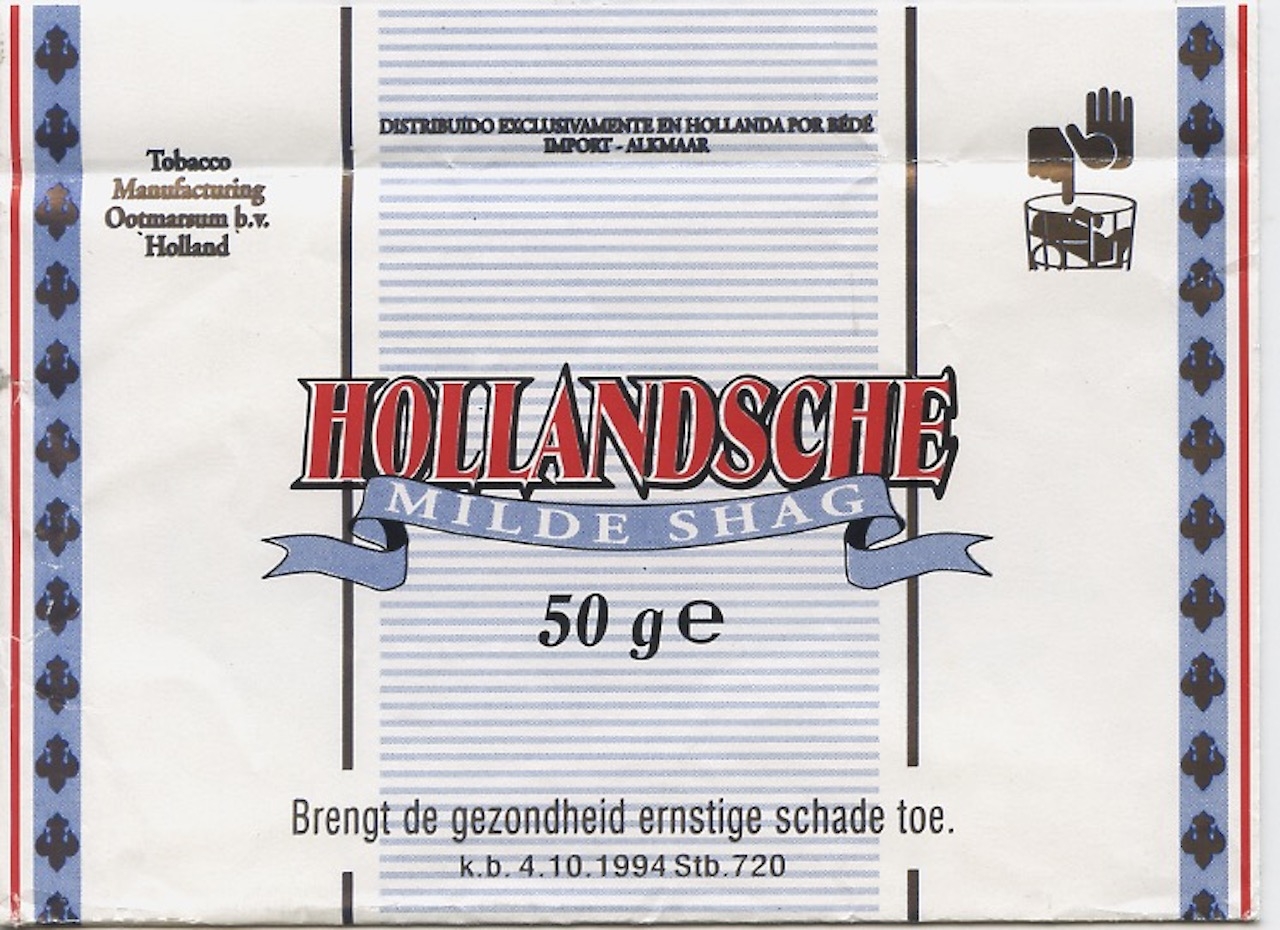 DISTRIBUIDO EXCLUSIVAMENTE EN HOLLANDA POR BÉDÉ
IMPORT - ALKMAAR
Tobacco
Manufacturing
Ootmarsum b.v.
Holland
HOLLANDSCHE
MILDE SHAG
50 g e
Brengt de gezondheid ernstige schade toe.
k.b. 4.10.1994 Stb.720